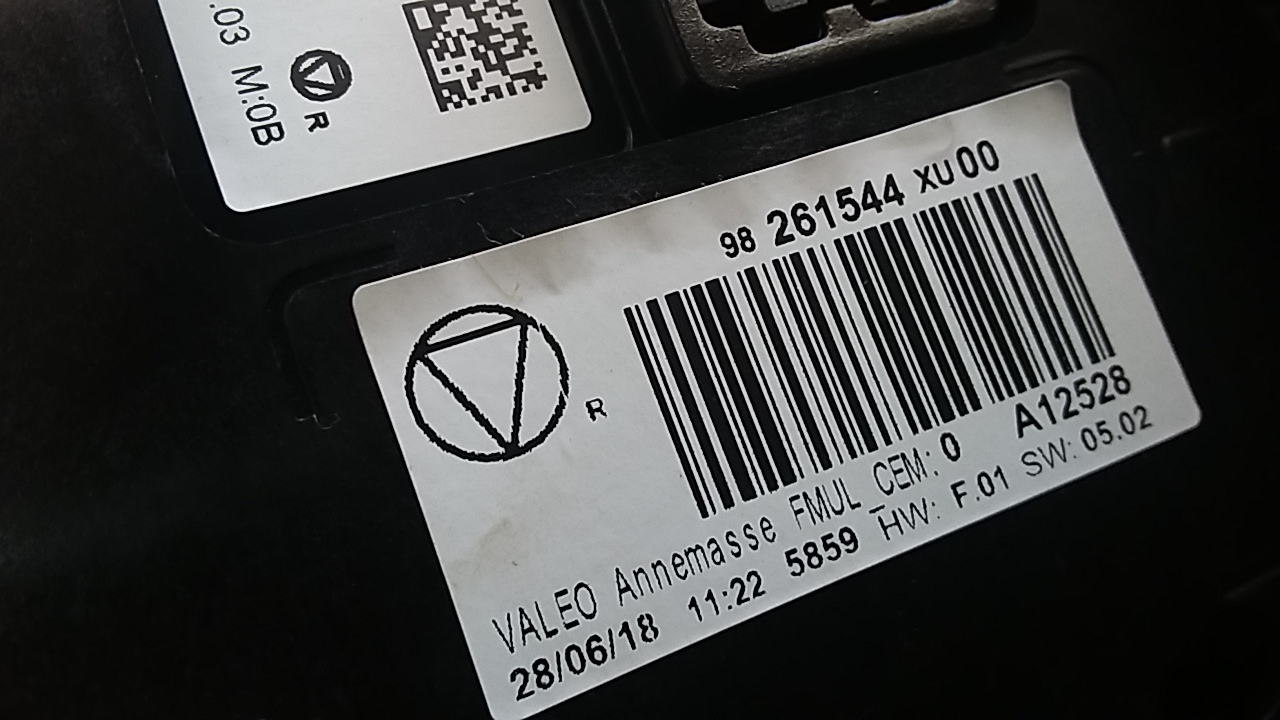 .03 M:0B
R
98 261544 XU00
R
A12528
VALEO Annemasse FMUL_CEM: 0
28/06/18 11:22 5859 HW: F.01 SW: 05.02